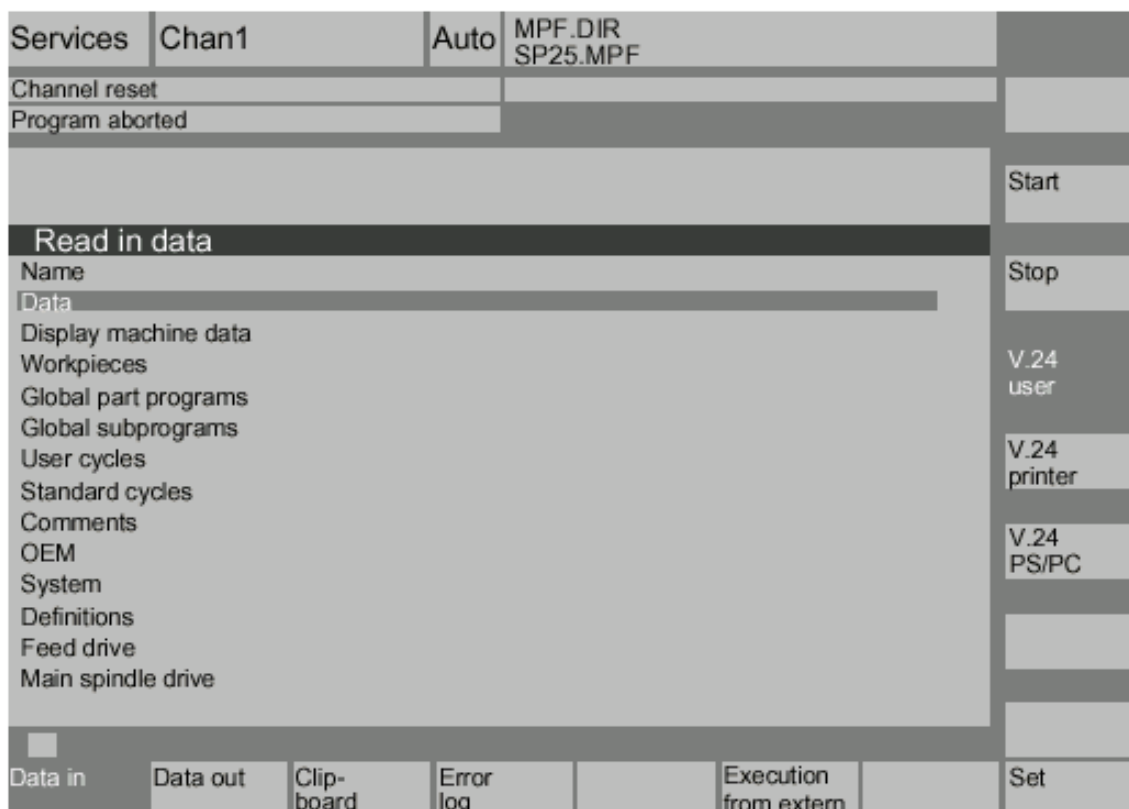 Services Chan1 Auto MPF.DIR
SP25.MPF
Channel reset
Program aborted
Start
Read in data
Name
Stop
Data
Display machine data
Workpieces
V.24
user
Global part programs
Global subprograms
User cycles
V.24
printer
Standard cycles
Comments
OEM
V.24
PS/PC
System
Definitions
Feed drive
Main spindle drive
Data in
Data out
Clip-
board
Error
log
Execution
from extern
Set